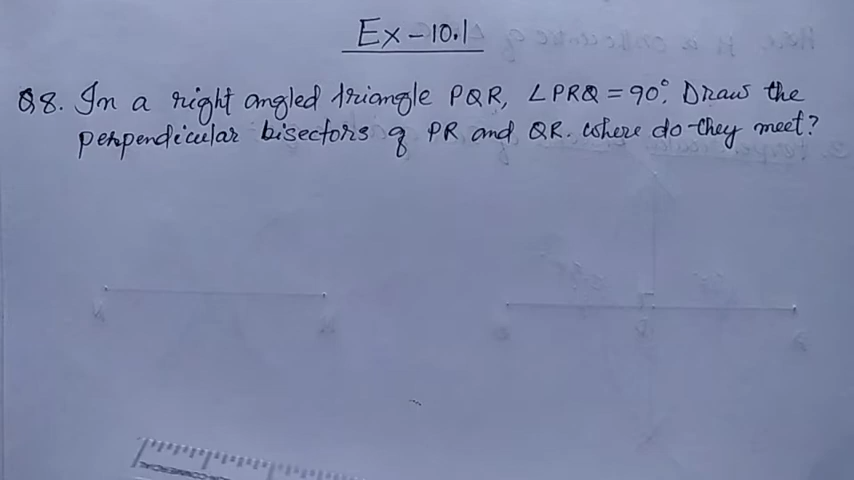 Ex - 10.1
Q8. In a right angled triangle PQR, ∠PRQ = 90°. Draw the
perpendicular bisectors of PR and QR. Where do they meet?